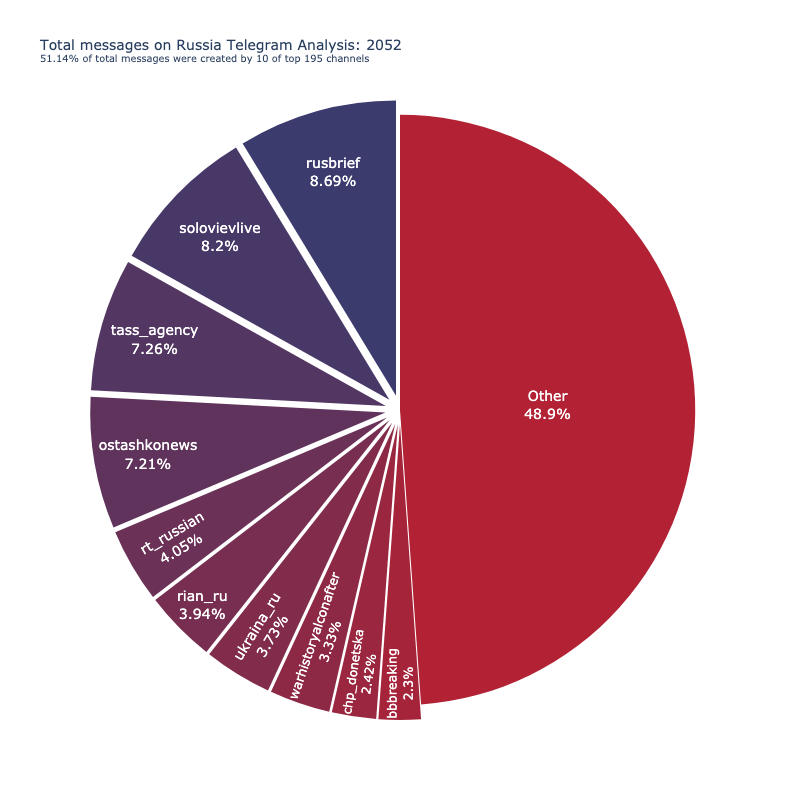 Total messages on Russia Telegram Analysis: 2052
51.14% of total messages were created by 10 of top 195 channels
rusbrief
8.69%
solovievlive
8.2%
tass_agency
7.26%
ostashkonews
7.21%
rt_russian
4.05%
rian_ru
3.94%
ukraina_ru
3.73%
warhistoryalconafter
3.33%
chp_donetska
2.42%
bbbreaking
2.3%
Other
48.9%